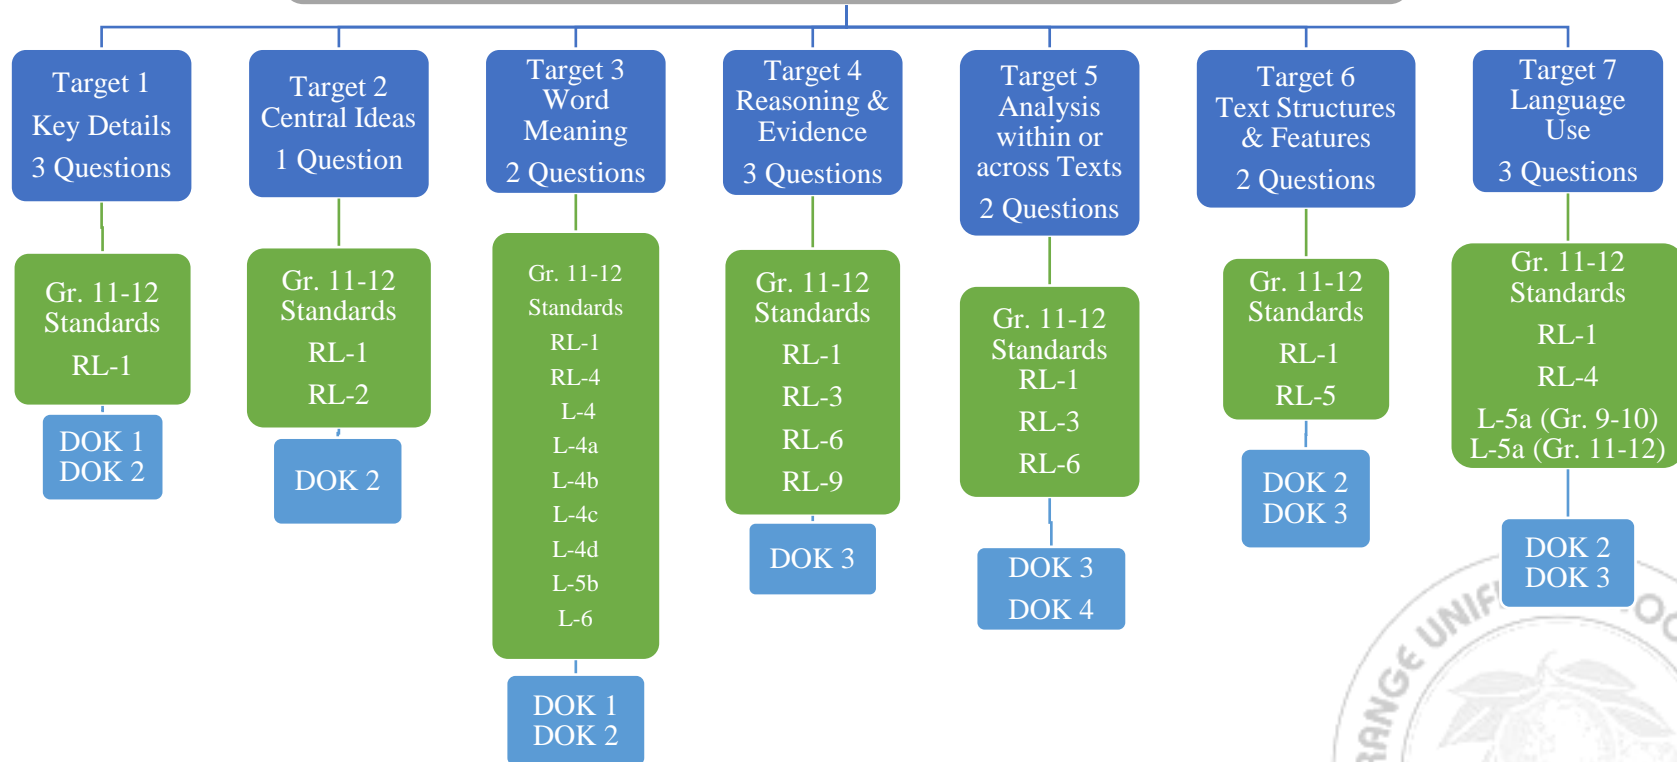 Target 1
Key Details
3 Questions
Gr. 11-12
Standards
RL-1
DOK 1
DOK 2
Target 2
Central Ideas
1 Question
Gr. 11-12
Standards
RL-1
RL-2
DOK 2
Target 3
Word
Meaning
2 Questions
Gr. 11-12
Standards
RL-1
RL-4
L-4
L-4a
L-4b
L-4c
L-4d
L-5b
L-6
DOK 1
DOK 2
Target 4
Reasoning &
Evidence
3 Questions
Gr. 11-12
Standards
RL-1
RL-3
RL-6
RL-9
DOK 3
Target 5
Analysis
within or
across Texts
2 Questions
Gr. 11-12
Standards
RL-1
RL-3
RL-6
DOK 3
DOK 4
Target 6
Text Structures
& Features
2 Questions
Gr. 11-12
Standards
RL-1
RL-5
DOK 2
DOK 3
Target 7
Language
Use
3 Questions
Gr. 11-12
Standards
RL-1
RL-4
L-5a (Gr. 9-10)
L-5a (Gr. 11-12)
DOK 2
DOK 3